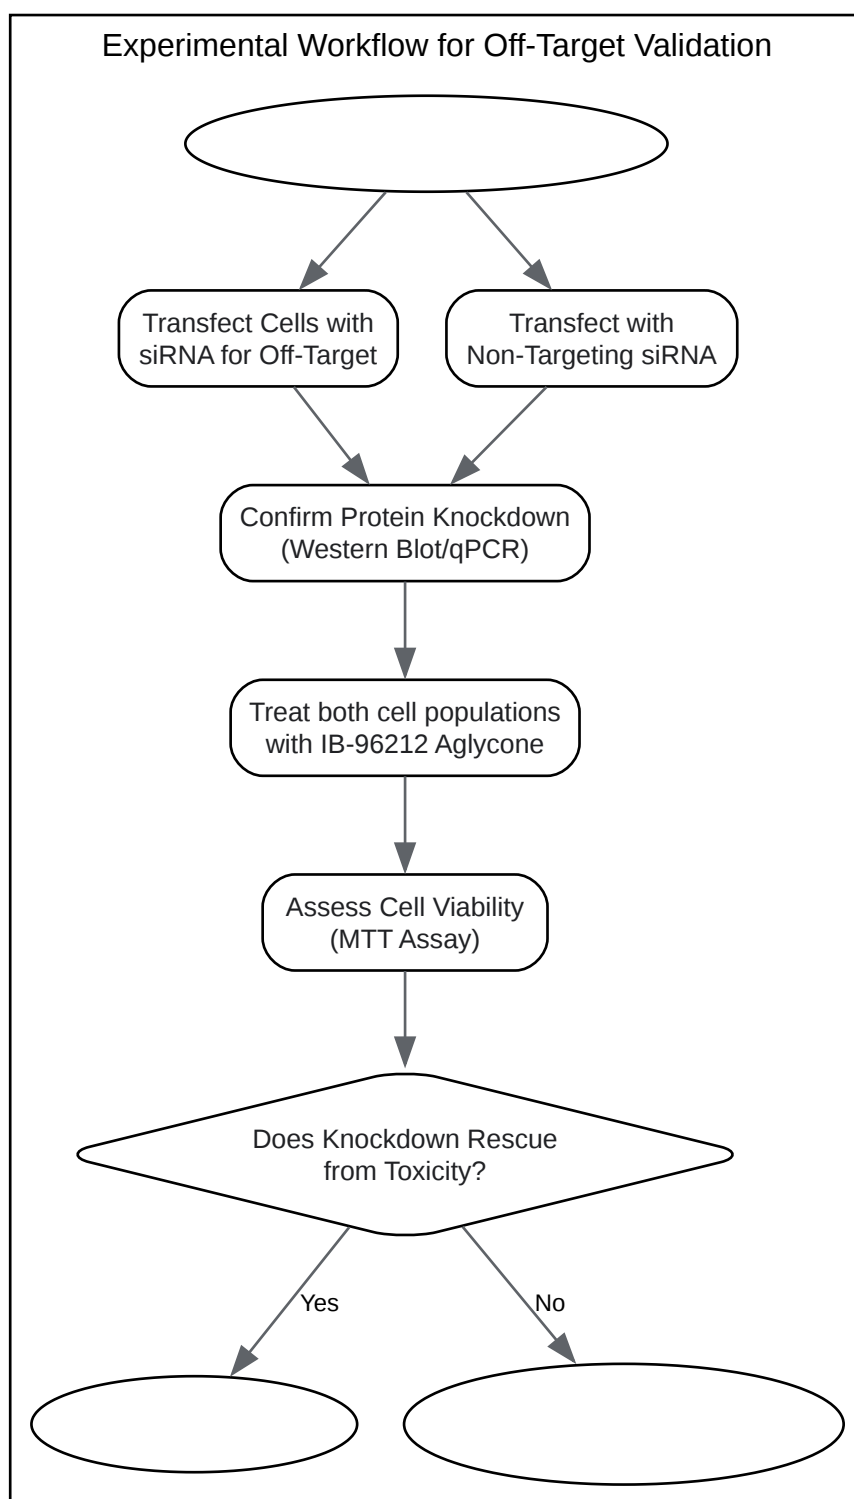 Experimental Workflow for Off-Target Validation
Transfect Cells with
siRNA for Off-Target
Transfect with
Non-Targeting siRNA
Confirm Protein Knockdown
(Western Blot/qPCR)
Treat both cell populations
with IB-96212 Aglycone
Assess Cell Viability
(MTT Assay)
Does Knockdown Rescue
from Toxicity?
Yes
No